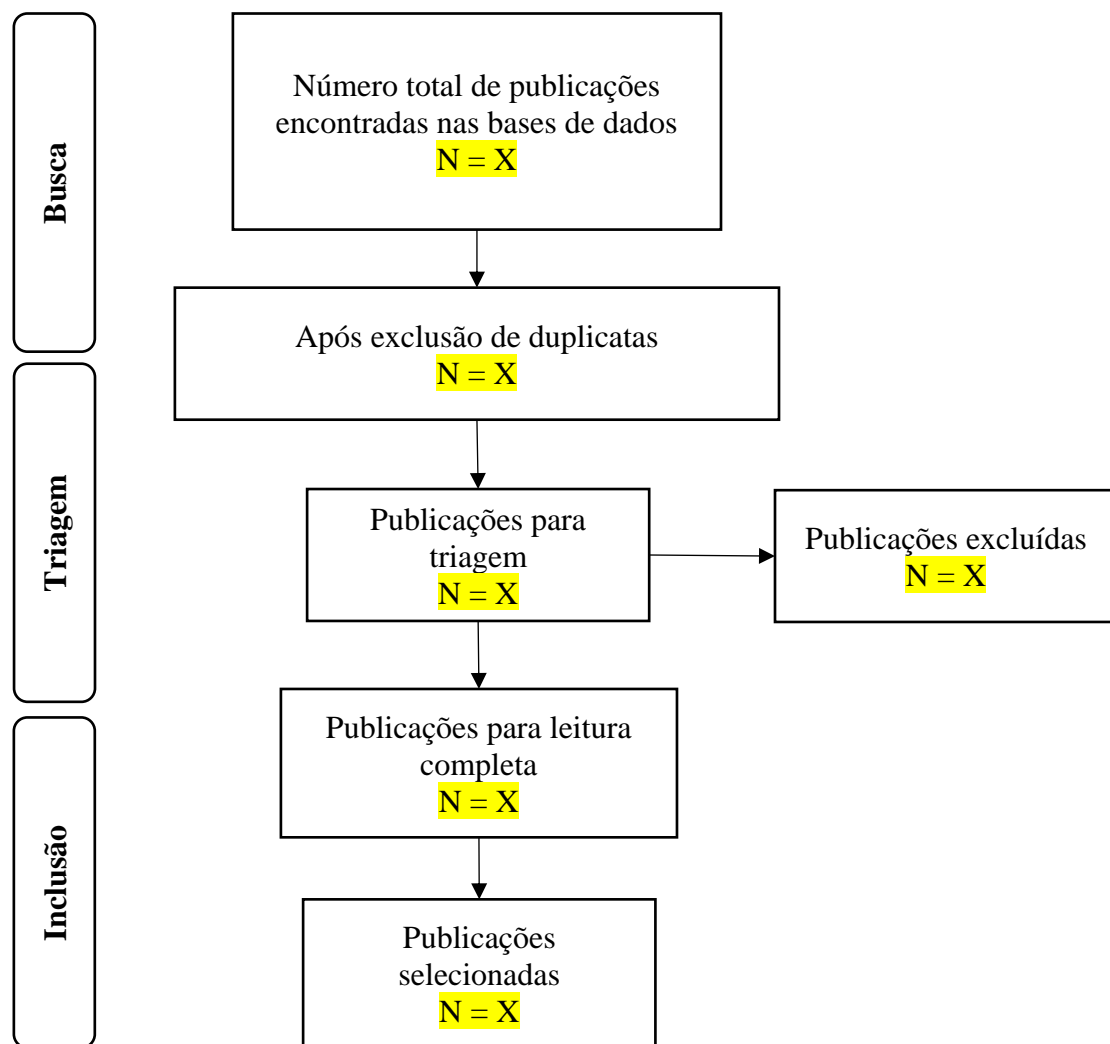 Busca
Número total de publicações
encontradas nas bases de dados
N = X
Após exclusão de duplicatas
N = X
Triagem
Publicações para
triagem
N = X
Publicações excluídas
N = X
Inclusão
Publicações para leitura
completa
N = X
Publicações
selecionadas
N = X